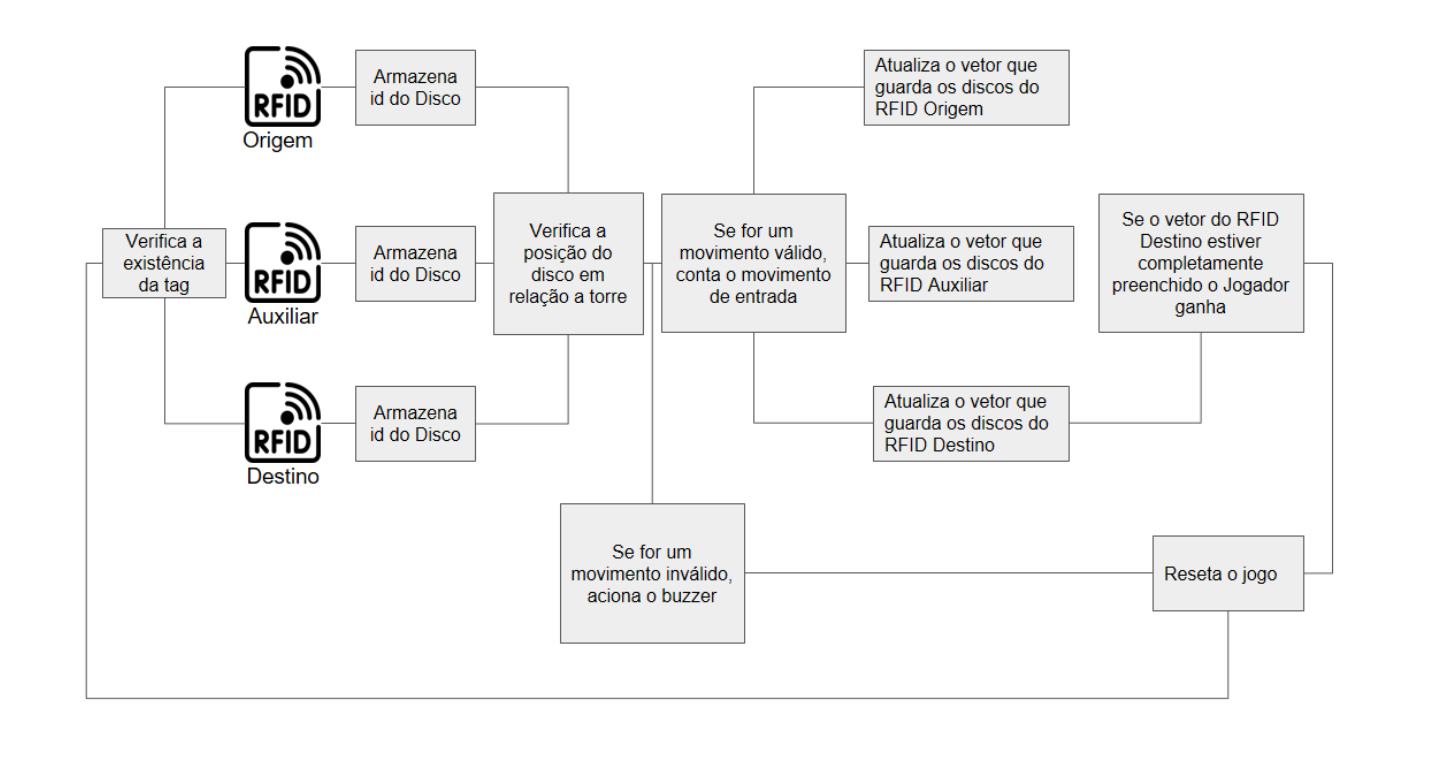 RFID
Origem
Armazena
id do Disco
Atualiza o vetor que
guarda os discos do
RFID Origem
Verifica a
existência
da tag
RFID
Auxiliar
Armazena
id do Disco
Verifica a
posição do
disco em
relação a torre
Se for um
movimento válido,
conta o movimento
de entrada
Atualiza o vetor que
guarda os discos do
RFID Auxiliar
Se o vetor do RFID
Destino estiver
completamente
preenchido o Jogador
ganha
RFID
Destino
Armazena
id do Disco
Atualiza o vetor que
guarda os discos do
RFID Destino
Se for um
movimento inválido,
aciona o buzzer
Reseta o jogo